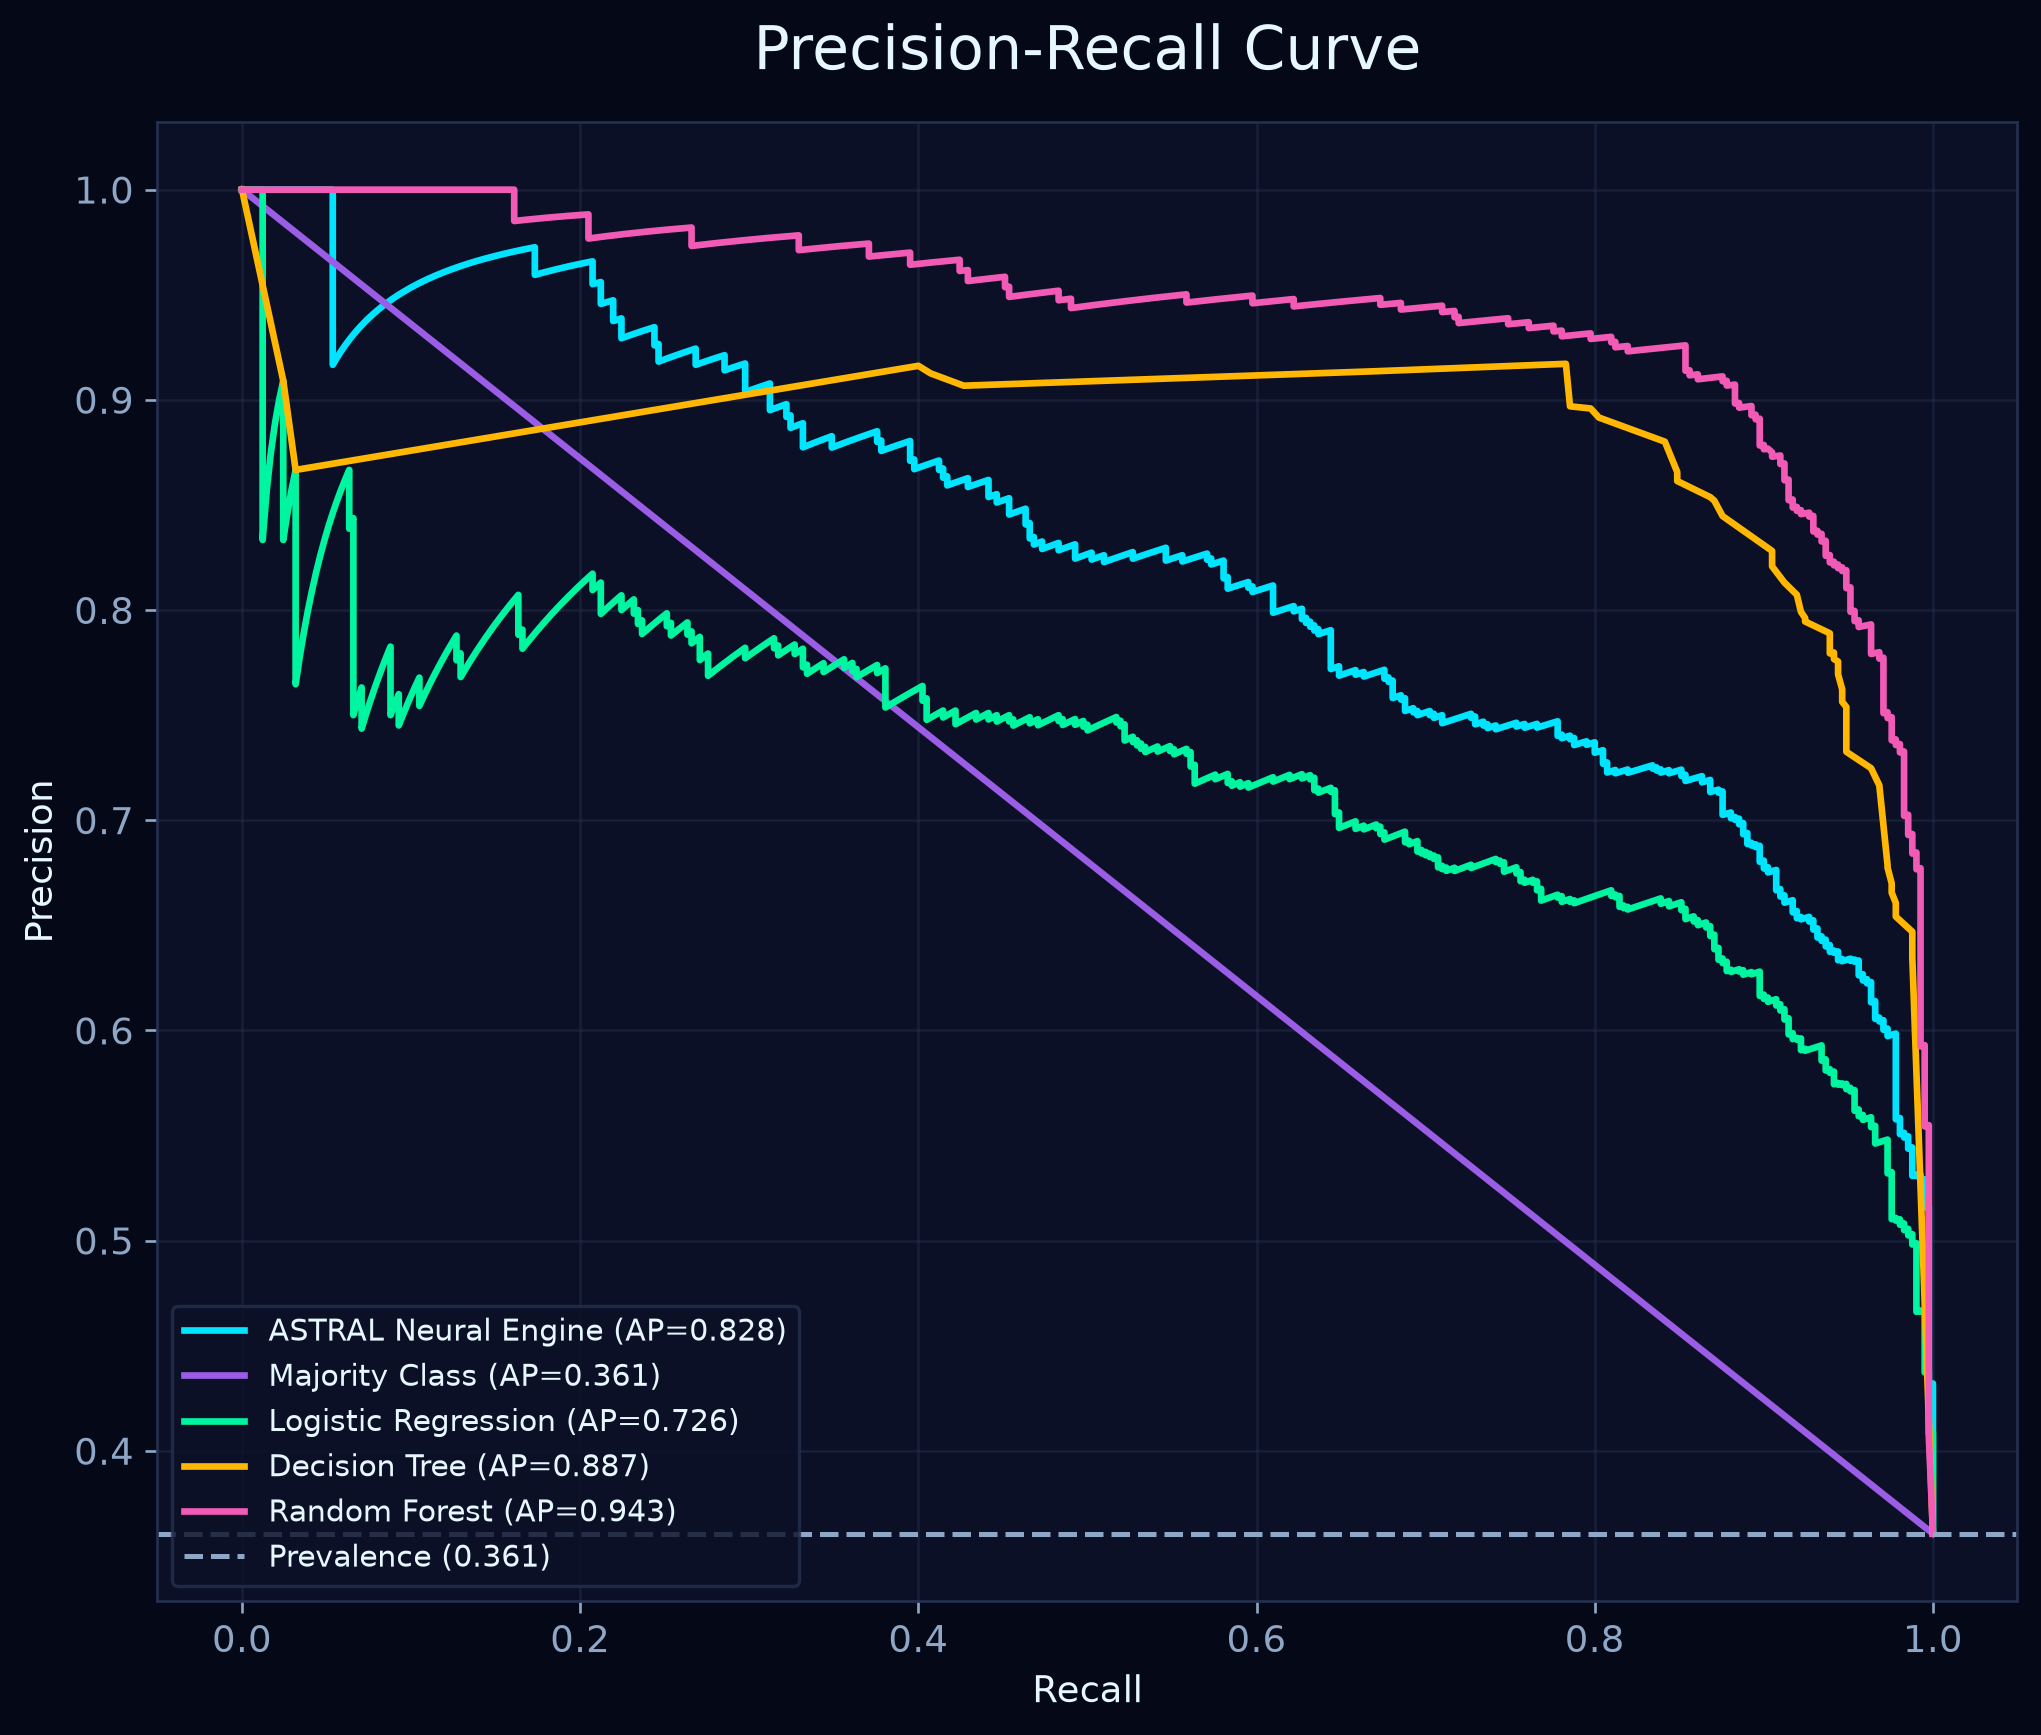 Precision-Recall Curve
1.0
0.9
0.8
0.7
0.6
0.5
0.4
Precision
ASTRAL Neural Engine (AP=0.828)
Majority Class (AP=0.361)
Logistic Regression (AP=0.726)
Decision Tree (AP=0.887)
Random Forest (AP=0.943)
Prevalence (0.361)
0.0 0.2 0.4 0.6 0.8 1.0
Recall